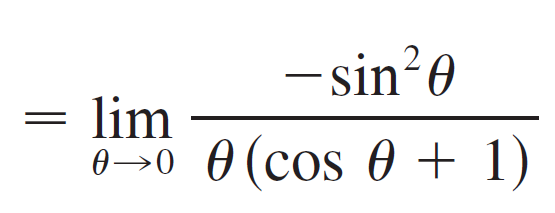 = lim θ→0 −sin²θ / θ(cos θ + 1)